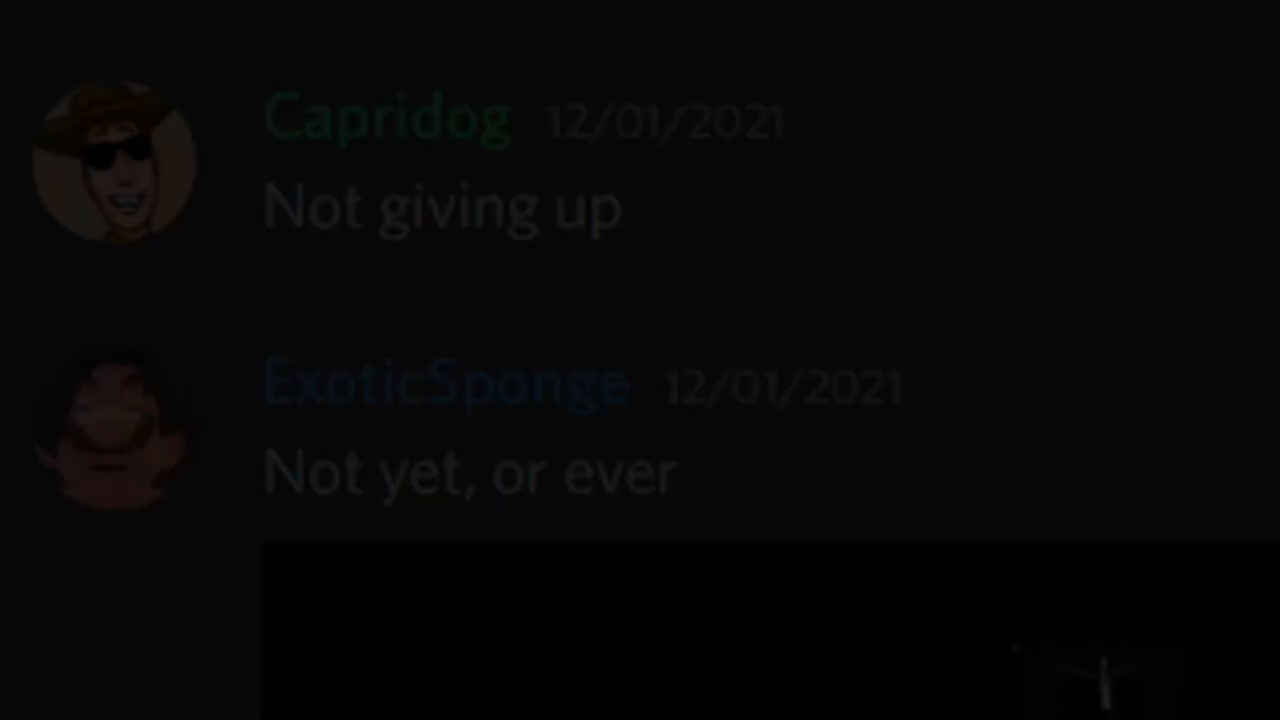 Capridog 12/01/2021
Not giving up
ExoticSponge 12/01/2021
Not yet, or ever